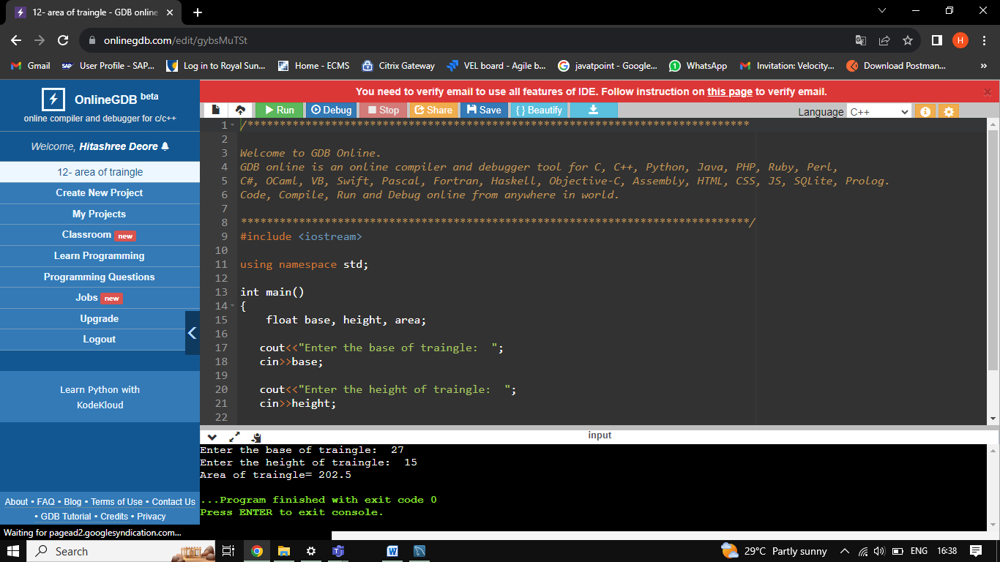 12- area of traingle - GDB online
onlinegdb.com/edit/gybsMuTSt
H
Gmail
SAP User Profile - SAP...
Log in to Royal Sun...
Home - ECMS
Citrix Gateway
VEL board - Agile b...
javatpoint - Google...
1 WhatsApp
Invitation: Velocity...
Download Postman...
»
OnlineGDB beta
online compiler and debugger for c/c++
Welcome, Hitashree Deore
12- area of traingle
Create New Project
My Projects
Classroom new
Learn Programming
Programming Questions
Jobs new
Upgrade
Logout
Learn Python with
KodeKloud
About • FAQ • Blog • Terms of Use • Contact Us
• GDB Tutorial • Credits • Privacy
Waiting for pagead2.googlesyndication.com...
You need to verify email to use all features of IDE. Follow instruction on this page to verify email.
Run Debug Stop Share Save { } Beautify
Language C++
1 /******************************************************************************
2
3 Welcome to GDB Online.
4 GDB online is an online compiler and debugger tool for C, C++, Python, Java, PHP, Ruby, Perl,
5 C#, OCaml, VB, Swift, Pascal, Fortran, Haskell, Objective-C, Assembly, HTML, CSS, JS, SQLite, Prolog.
6 Code, Compile, Run and Debug online from anywhere in world.
7
8 *******************************************************************************/
9 #include <iostream>
10
11 using namespace std;
12
13 int main()
14 {
15 float base, height, area;
16
17 cout<<"Enter the base of traingle:  ";
18 cin>>base;
19
20 cout<<"Enter the height of traingle:  ";
21 cin>>height;
22
input
Enter the base of traingle:  27
Enter the height of traingle:  15
Area of traingle= 202.5
...Program finished with exit code 0
Press ENTER to exit console.
Search
29°C Partly sunny
ENG
16:38